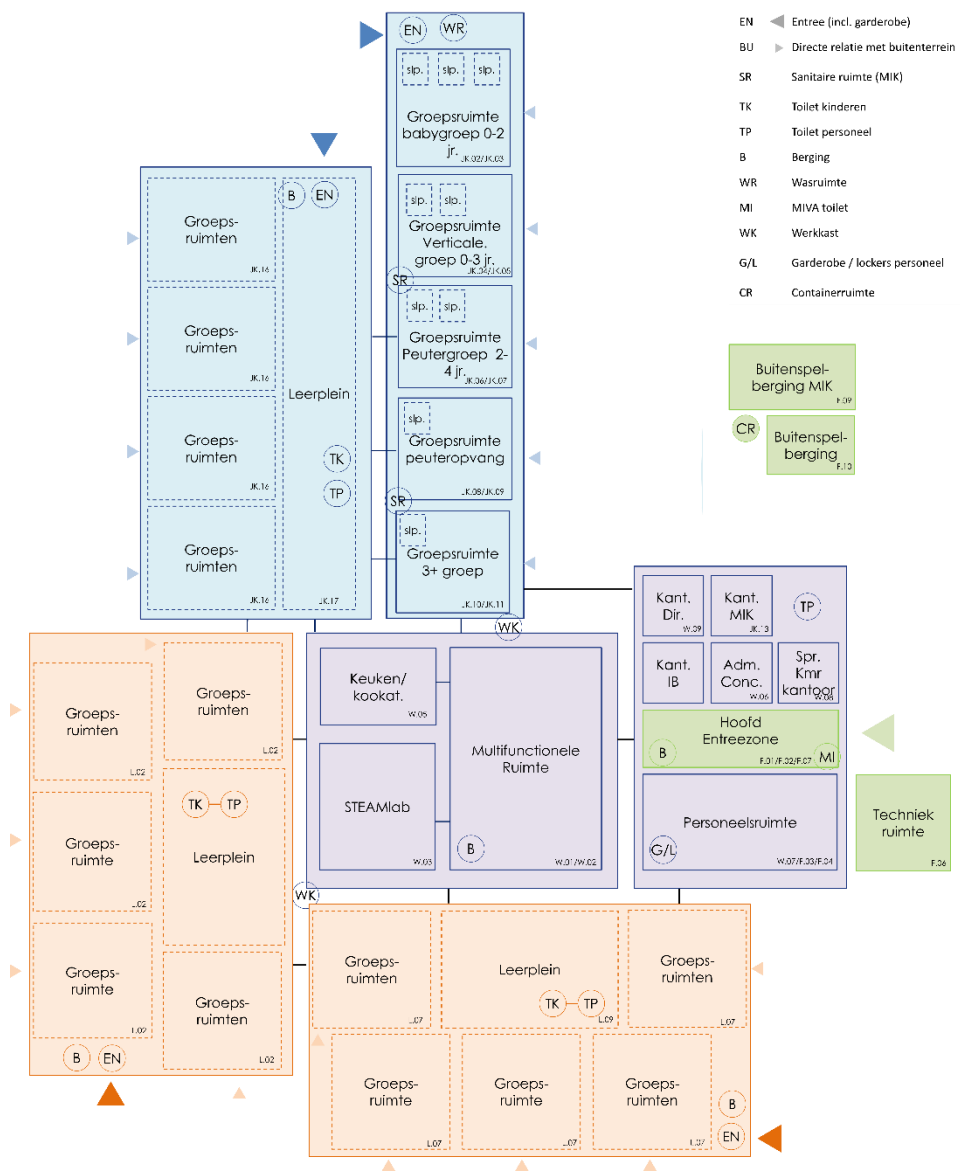 EN Entree (incl. garderobe)
BU Directe relatie met buitenterrein
SR Sanitaire ruimte (MIK)
TK Toilet kinderen
TP Toilet personeel
B Berging
WR Wasruimte
MI MIVA toilet
WK Werkkast
G/L Garderobe / lockers personeel
CR Containerruimte
EN
WR
slp.
slp.
slp.
Groepsruimte
babygroep 0-2
jr.
JK.02/JK.03
slp.
slp.
Groepsruimte
Verticale.
groep 0-3 jr.
JK.04/JK.05
SR
slp.
slp.
Groepsruimte
Peutergroep 2-
4 jr.
JK.06/JK.07
slp.
Groepsruimte
peuteropvang
JK.08/JK.09
SR
slp.
Groepsruimte
3+ groep
JK.10/JK.11
WK
B
EN
Groeps-
ruimten
JK.16
Groeps-
ruimten
JK.16
Groeps-
ruimten
JK.16
Groeps-
ruimten
JK.16
Leerplein
TK
TP
JK.17
Buitenspel-
berging MIK
F.09
CR
Buitenspel-
berging
F.10
Kant.
Dir.
W.09
Kant.
MIK
JK.13
TP
Kant.
IB
Adm.
Conc.
W.06
Spr.
Kmr
kantoor
W.08
Hoofd
Entreezone
B
F.01/F.02/F.07
MI
Personeelsruimte
G/L
W.07/F.03/F.04
Techniek
ruimte
F.06
Keuken/
kookat.
W.05
STEAMlab
W.03
Multifunctionele
Ruimte
B
W.01/W.02
WK
Groeps-
ruimten
L.02
Groeps-
ruimten
L.02
Groeps-
ruimte
L.02
TK
TP
Leerplein
Groeps-
ruimte
L.02
Groeps-
ruimten
L.02
B
EN
Groeps-
ruimten
L.07
Leerplein
TK
TP
L.09
Groeps-
ruimten
L.07
Groeps-
ruimte
L.07
Groeps-
ruimte
L.07
Groeps-
ruimte
L.07
B
EN